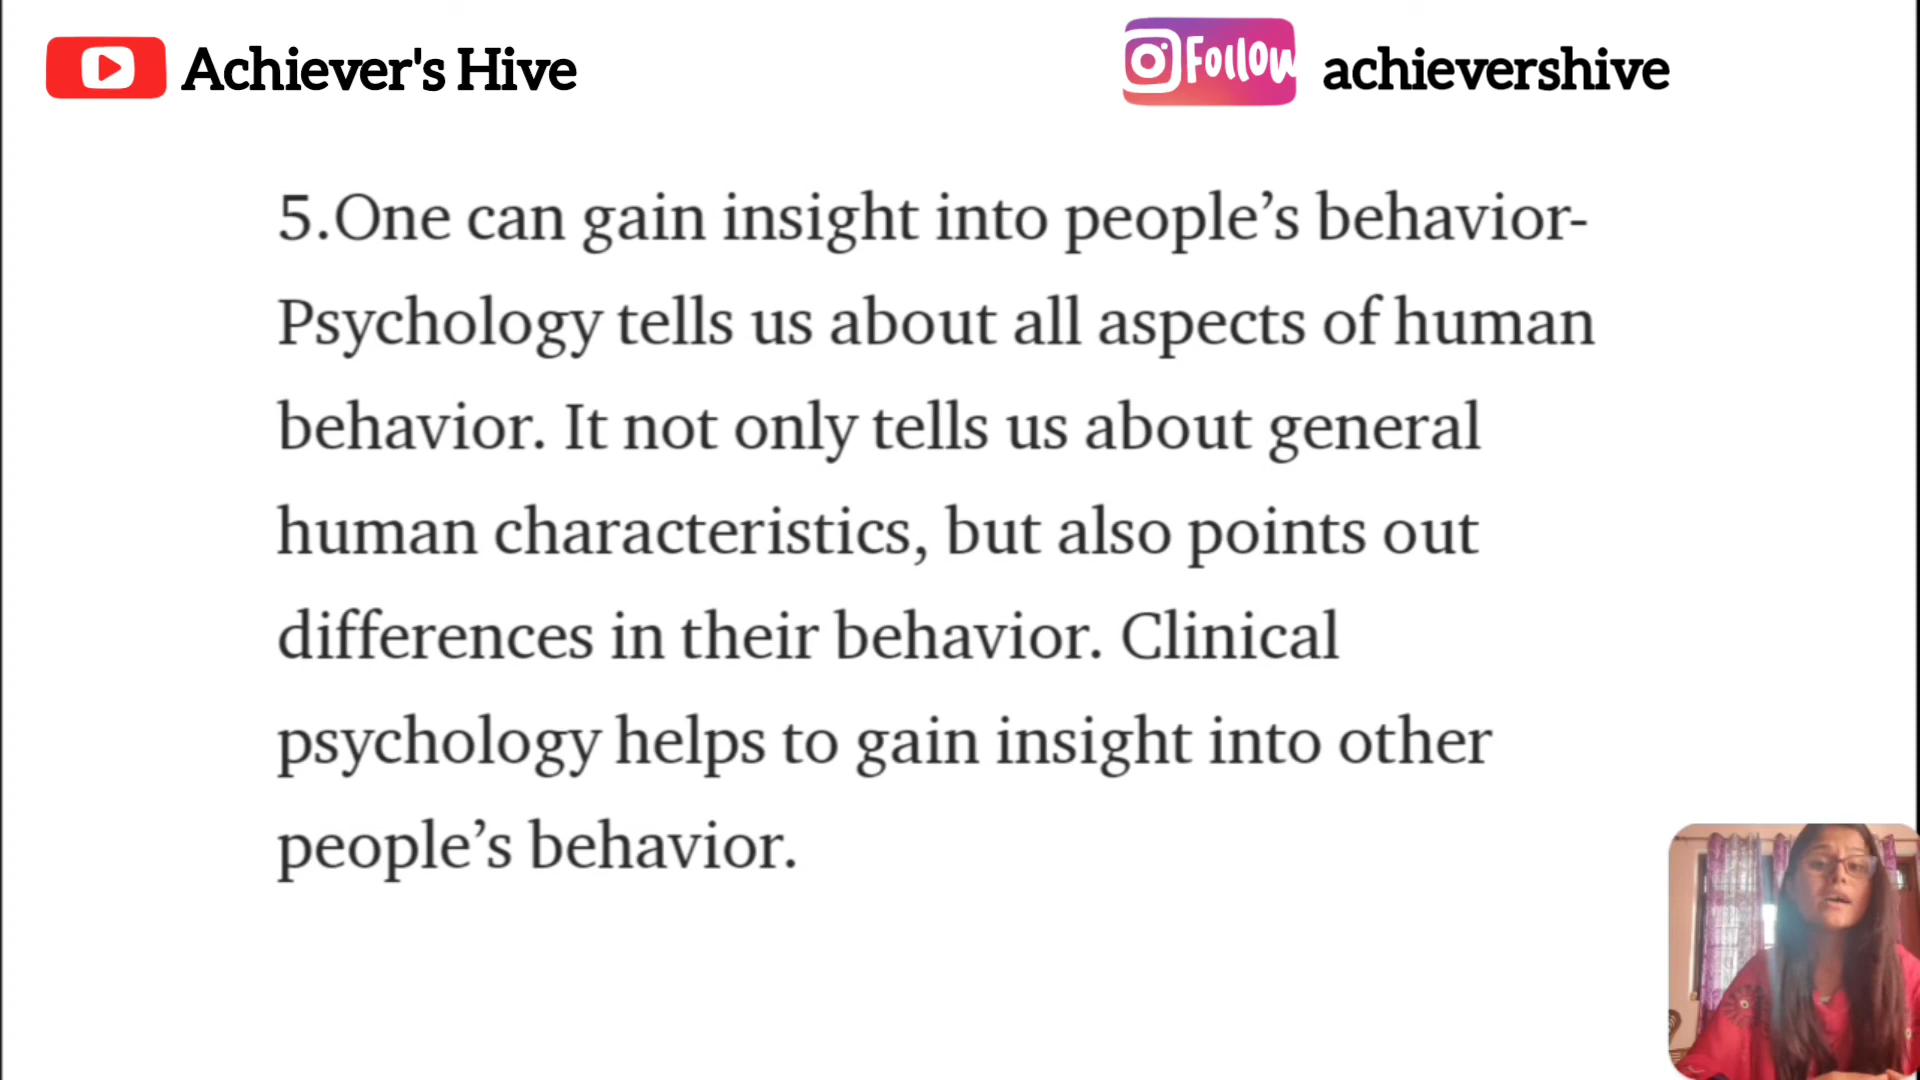 Achiever's Hive
Follow achievershive
5.One can gain insight into people’s behavior-
Psychology tells us about all aspects of human
behavior. It not only tells us about general
human characteristics, but also points out
differences in their behavior. Clinical
psychology helps to gain insight into other
people’s behavior.